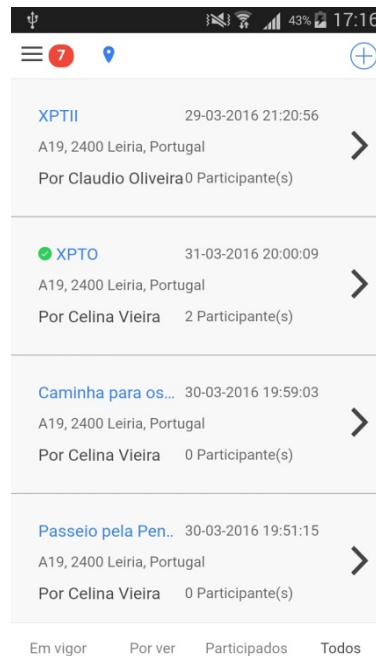 43% 17:16
7
XPTII 29-03-2016 21:20:56
A19, 2400 Leiria, Portugal
Por Claudio Oliveira 0 Participante(s)
XPTO 31-03-2016 20:00:09
A19, 2400 Leiria, Portugal
Por Celina Vieira 2 Participante(s)
Caminha para os... 30-03-2016 19:59:03
A19, 2400 Leiria, Portugal
Por Celina Vieira 0 Participante(s)
Passeio pela Pen.. 30-03-2016 19:51:15
A19, 2400 Leiria, Portugal
Por Celina Vieira 0 Participante(s)
Em vigor Por ver Participados Todos